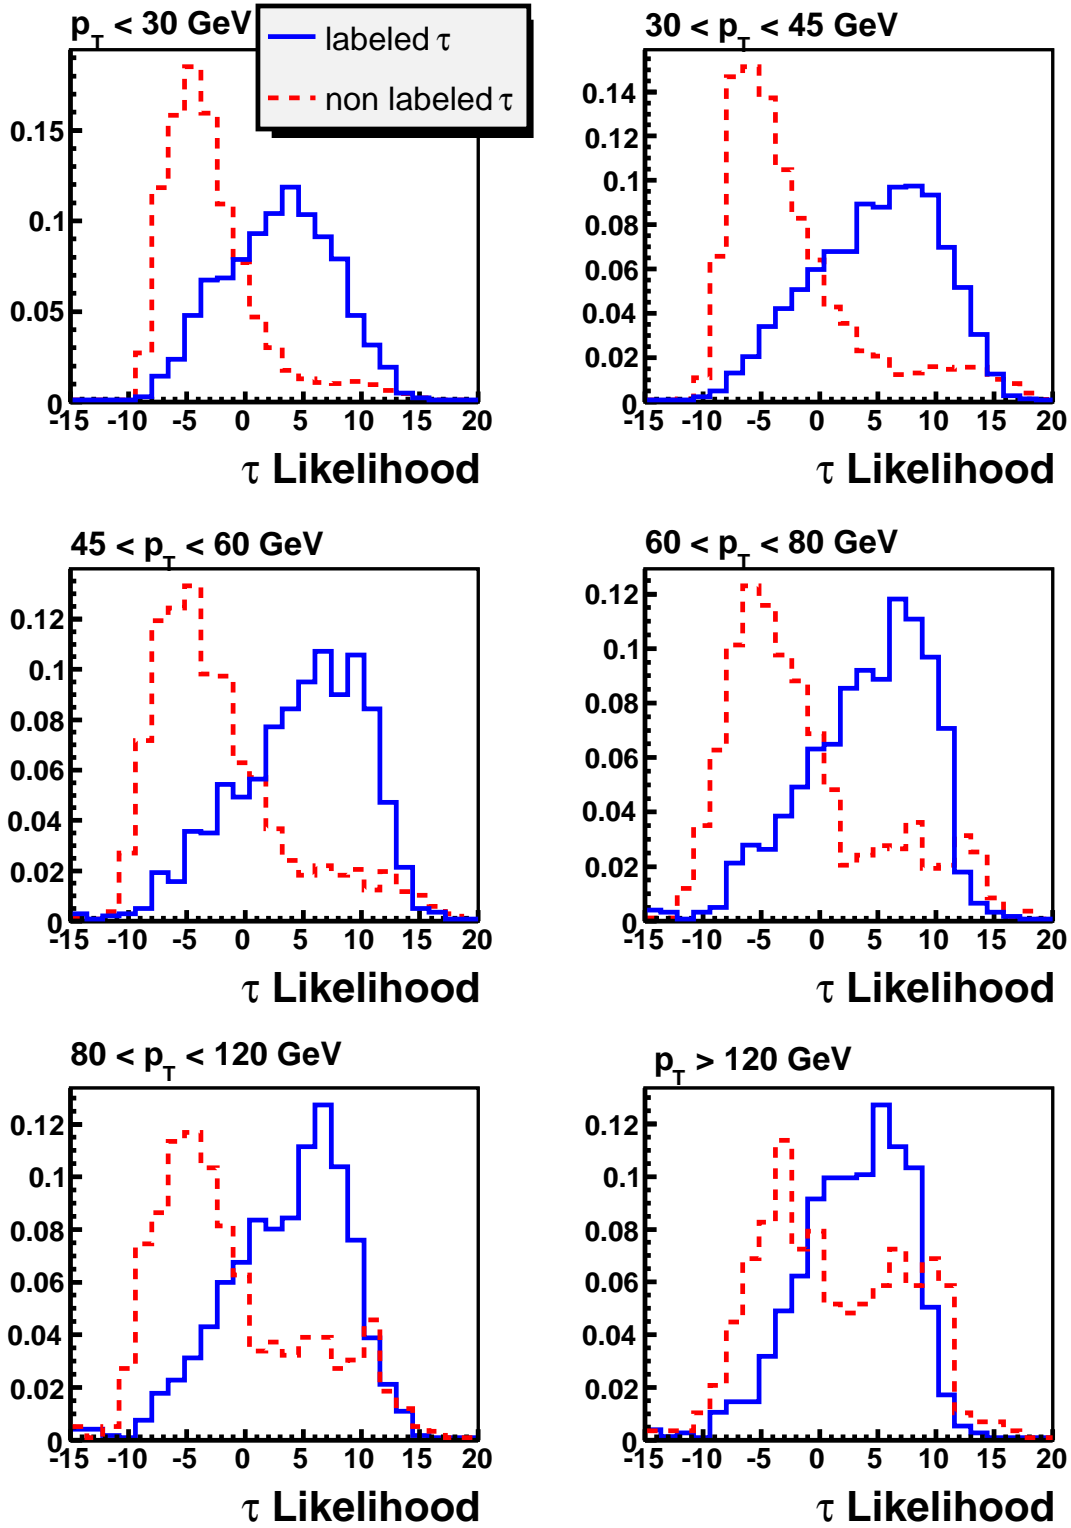 p_T < 30 GeV
labeled τ
non labeled τ
0.15
0.1
0.05
0
-15 -10 -5 0 5 10 15 20
τ Likelihood
30 < p_T < 45 GeV
0.14
0.12
0.1
0.08
0.06
0.04
0.02
0
-15 -10 -5 0 5 10 15 20
τ Likelihood
45 < p_T < 60 GeV
0.12
0.1
0.08
0.06
0.04
0.02
0
-15 -10 -5 0 5 10 15 20
τ Likelihood
60 < p_T < 80 GeV
0.12
0.1
0.08
0.06
0.04
0.02
0
-15 -10 -5 0 5 10 15 20
τ Likelihood
80 < p_T < 120 GeV
0.12
0.1
0.08
0.06
0.04
0.02
0
-15 -10 -5 0 5 10 15 20
τ Likelihood
p_T > 120 GeV
0.12
0.1
0.08
0.06
0.04
0.02
0
-15 -10 -5 0 5 10 15 20
τ Likelihood